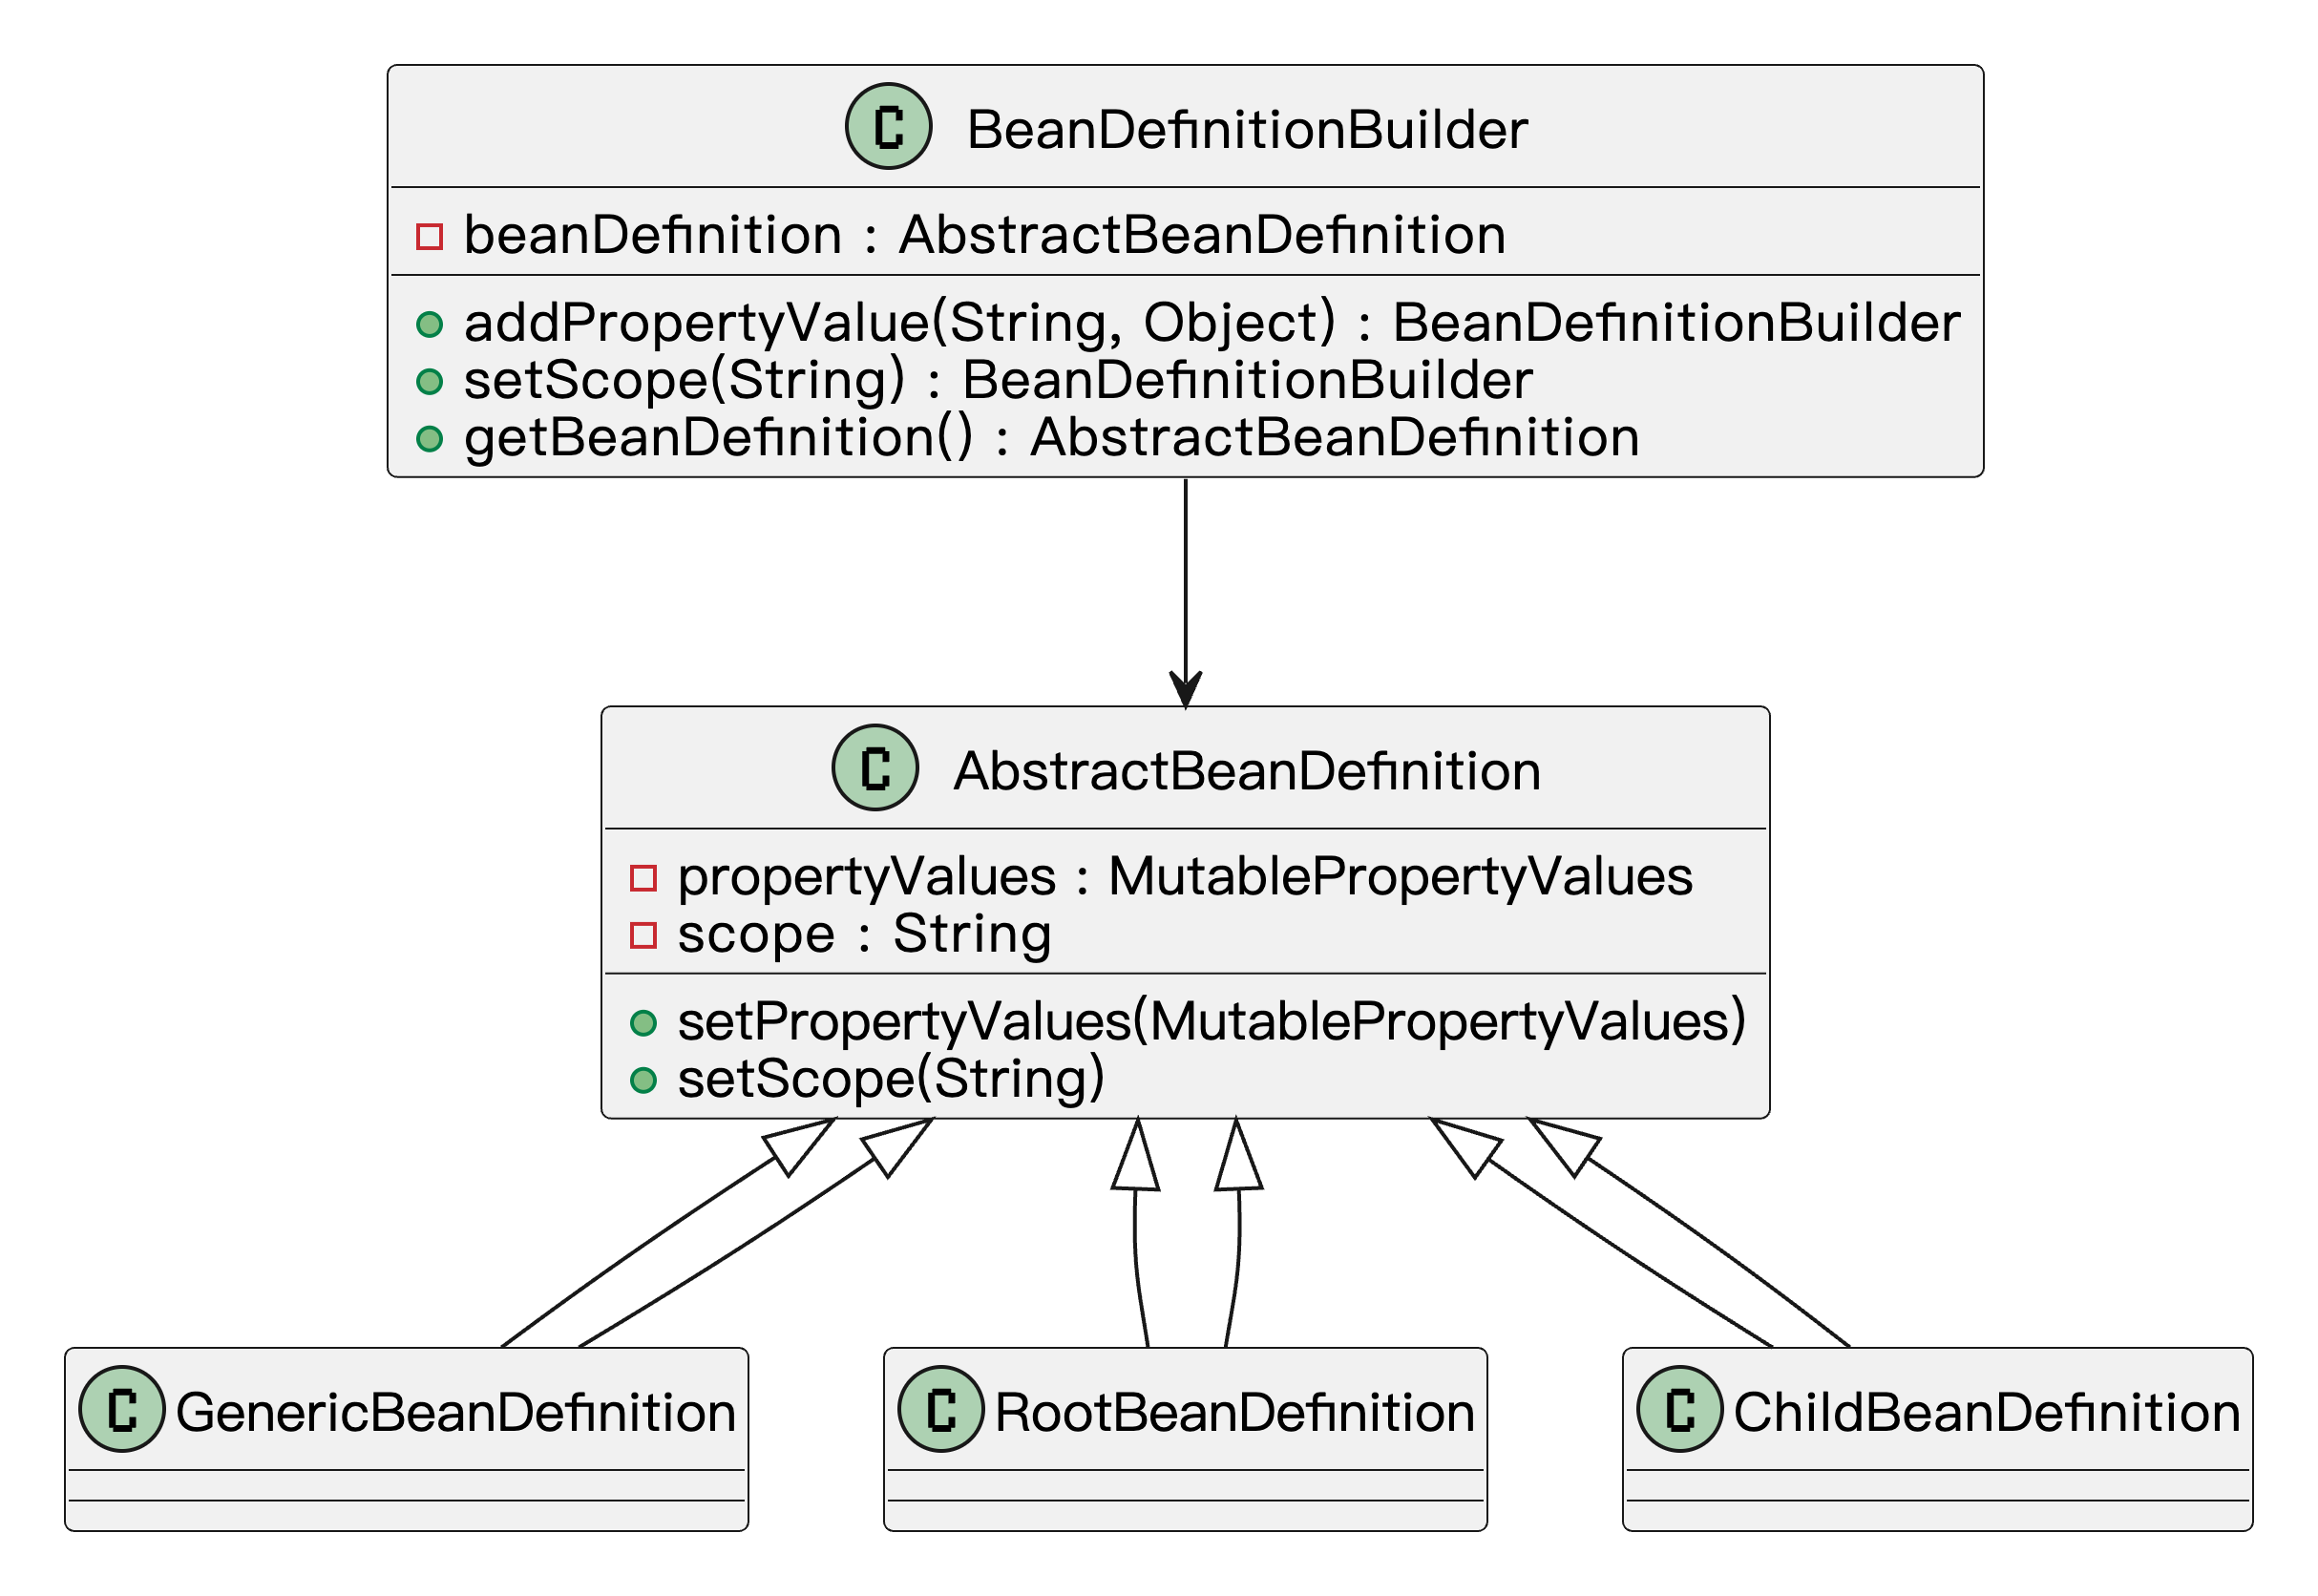 C BeanDefinitionBuilder
beanDefinition : AbstractBeanDefinition
addPropertyValue(String, Object) : BeanDefinitionBuilder
setScope(String) : BeanDefinitionBuilder
getBeanDefinition() : AbstractBeanDefinition
C AbstractBeanDefinition
propertyValues : MutablePropertyValues
scope : String
setPropertyValues(MutablePropertyValues)
setScope(String)
C GenericBeanDefinition
C RootBeanDefinition
C ChildBeanDefinition